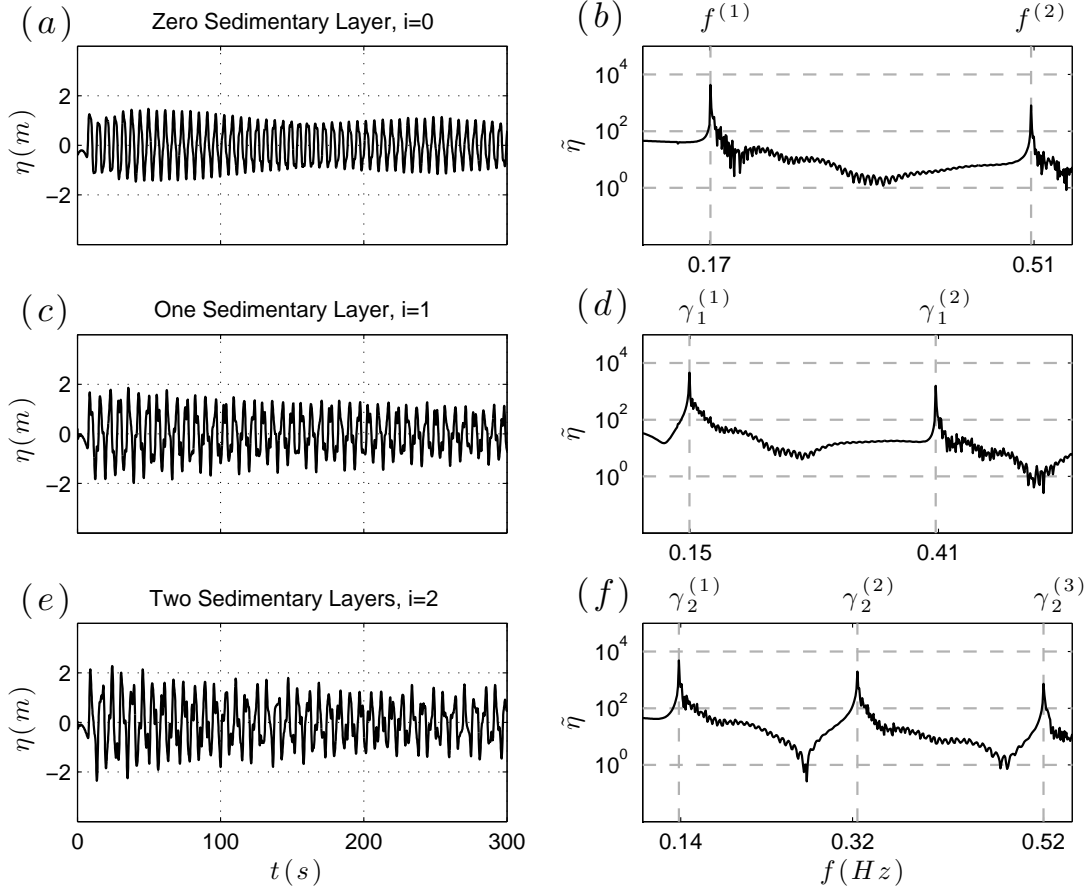 (a) Zero Sedimentary Layer, i=0
η(m)
2
0
−2
(b) f^(1) f^(2)
η̃
10^4
10^2
10^0
0.17 0.51
(c) One Sedimentary Layer, i=1
η(m)
2
0
−2
(d) γ_1^(1) γ_1^(2)
η̃
10^4
10^2
10^0
0.15 0.41
(e) Two Sedimentary Layers, i=2
η(m)
2
0
−2
0 100 200 300
t(s)
(f) γ_2^(1) γ_2^(2) γ_2^(3)
η̃
10^4
10^2
10^0
0.14 0.32 0.52
f(Hz)